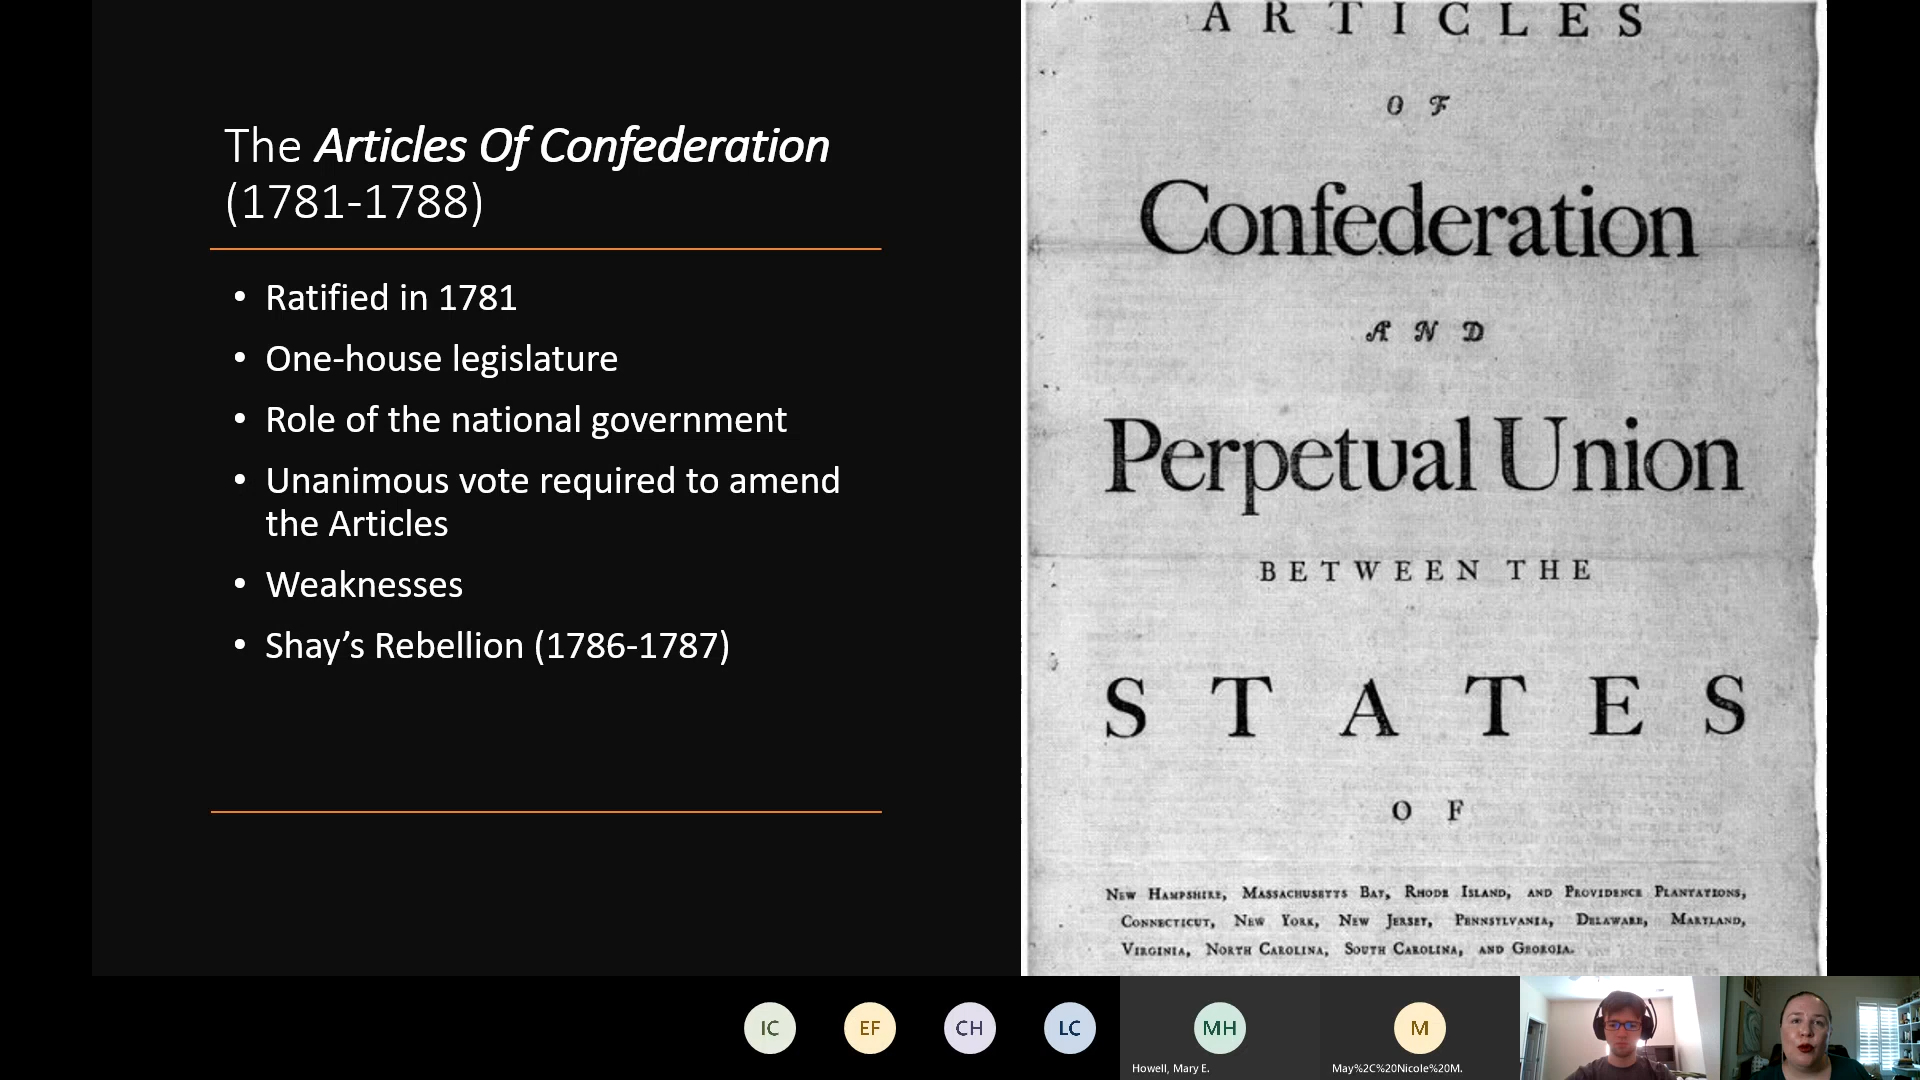 The Articles Of Confederation
(1781-1788)
• Ratified in 1781
• One-house legislature
• Role of the national government
• Unanimous vote required to amend
the Articles
• Weaknesses
• Shay’s Rebellion (1786-1787)
ARTICLES
OF
Confederation
AND
Perpetual Union
BETWEEN THE
STATES
OF
NEW HAMPSHIRE, MASSACHUSETTS BAY, RHODE ISLAND, AND PROVIDENCE PLANTATIONS,
CONNECTICUT, NEW YORK, NEW JERSEY, PENNSYLVANIA, DELAWARE, MARYLAND,
VIRGINIA, NORTH CAROLINA, SOUTH CAROLINA, AND GEORGIA.
IC
EF
CH
LC
MH
M
Howell, Mary E.
May%2C%20Nicole%20M.